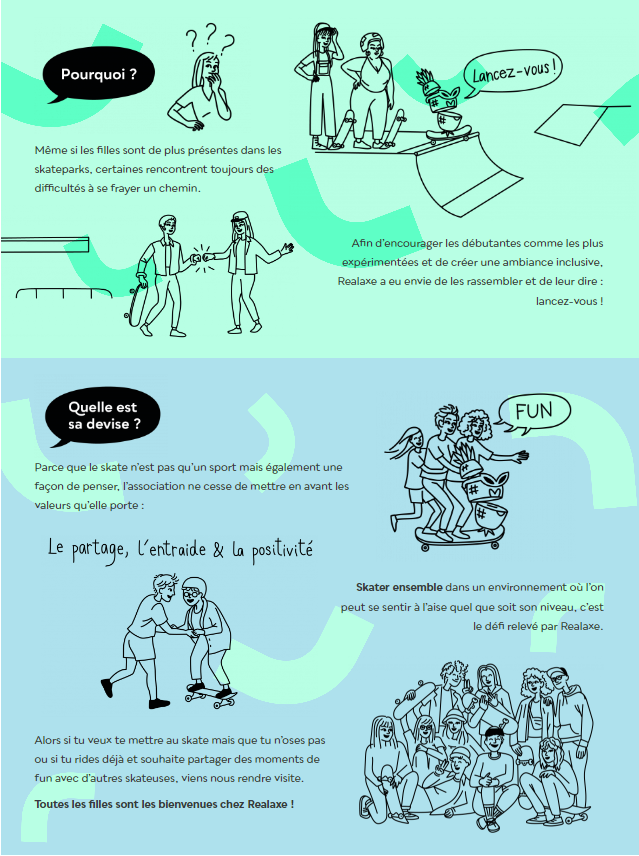 Pourquoi ?
? ? ?
Lancez-vous !
Même si les filles sont de plus présentes dans les
skateparks, certaines rencontrent toujours des
difficultés à se frayer un chemin.
Afin d'encourager les débutantes comme les plus
expérimentées et de créer une ambiance inclusive,
Realaxe a eu envie de les rassembler et de leur dire :
lancez-vous !
Quelle est
sa devise ?
FUN
Parce que le skate n'est pas qu'un sport mais également une
façon de penser, l'association ne cesse de mettre en avant les
valeurs qu'elle porte :
Le partage, l'entraide & la positivité
Skater ensemble dans un environnement où l'on
peut se sentir à l'aise quel que soit son niveau, c'est
le défi relevé par Realaxe.
Alors si tu veux te mettre au skate mais que tu n'oses pas
ou si tu rides déjà et souhaite partager des moments de
fun avec d'autres skateuses, viens nous rendre visite.
Toutes les filles sont les bienvenues chez Realaxe !